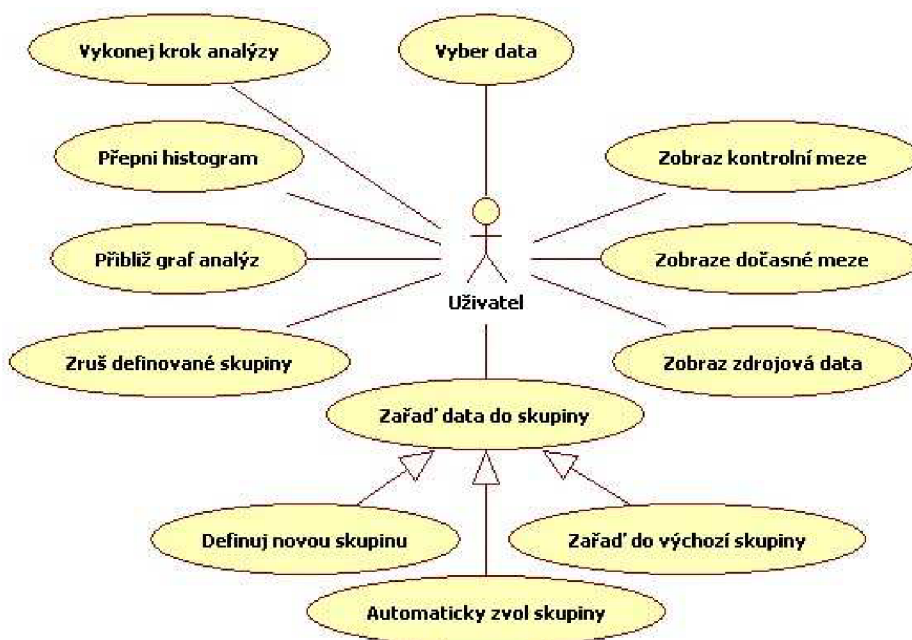 Vykonej krok analýzy
Vyber data
Přepni histogram
Zobraz kontrolní meze
Přibliž graf analýz
Zobraze dočasné meze
Uživatel
Zruš definované skupiny
Zobraz zdrojová data
Zařaď data do skupiny
Definuj novou skupinu
Zařaď do výchozí skupiny
Automaticky zvol skupiny